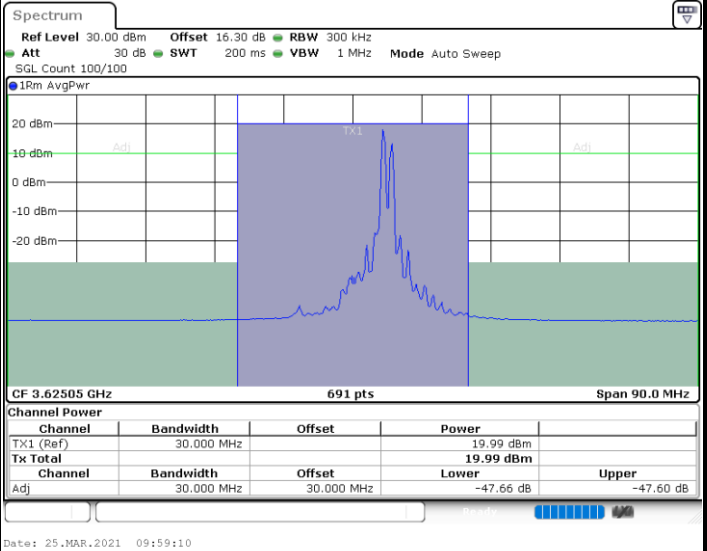 Spectrum
Ref Level 30.00 dBm Offset 16.30 dB RBW 300 kHz
Att 30 dB SWT 200 ms VBW 1 MHz Mode Auto Sweep
SGL Count 100/100
1Rm AvgPwr
20 dBm
TX1
Adj Adj
10 dBm
0 dBm
-10 dBm
-20 dBm
CF 3.62505 GHz 691 pts Span 90.0 MHz
Channel Power
Channel Bandwidth Offset Power
TX1 (Ref) 30.000 MHz 19.99 dBm
Tx Total 19.99 dBm
Channel Bandwidth Offset Lower Upper
Adj 30.000 MHz 30.000 MHz -47.66 dB -47.60 dB
Ready
Date: 25.MAR.2021 09:59:10